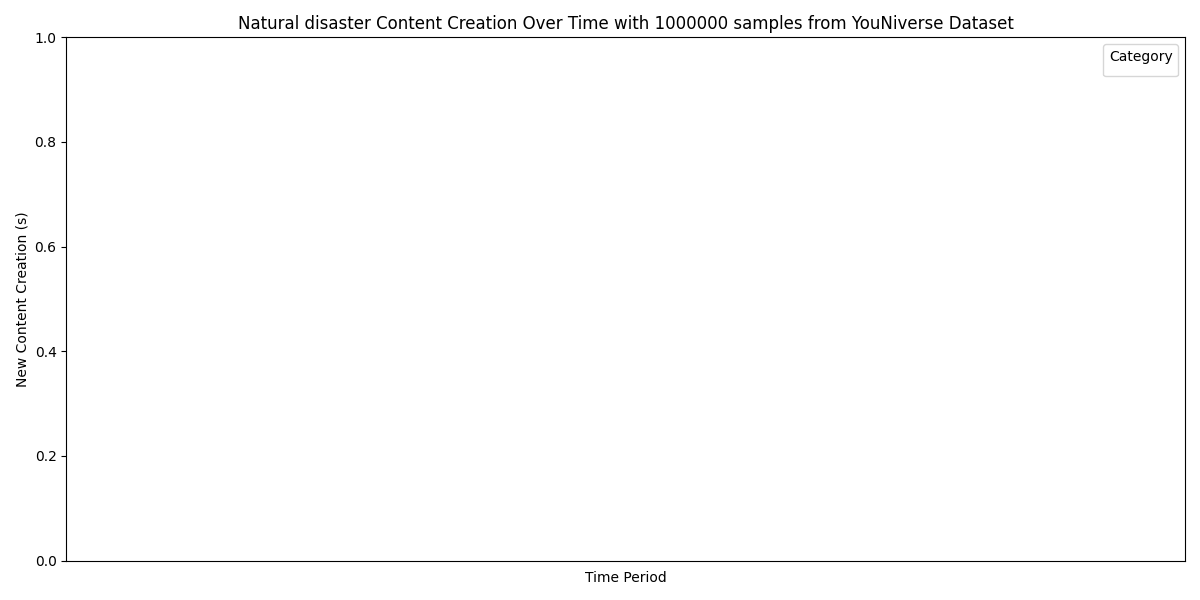 Natural disaster Content Creation Over Time with 1000000 samples from YouNiverse Dataset
Category
1.0
0.8
0.6
0.4
0.2
0.0
New Content Creation (s)
Time Period